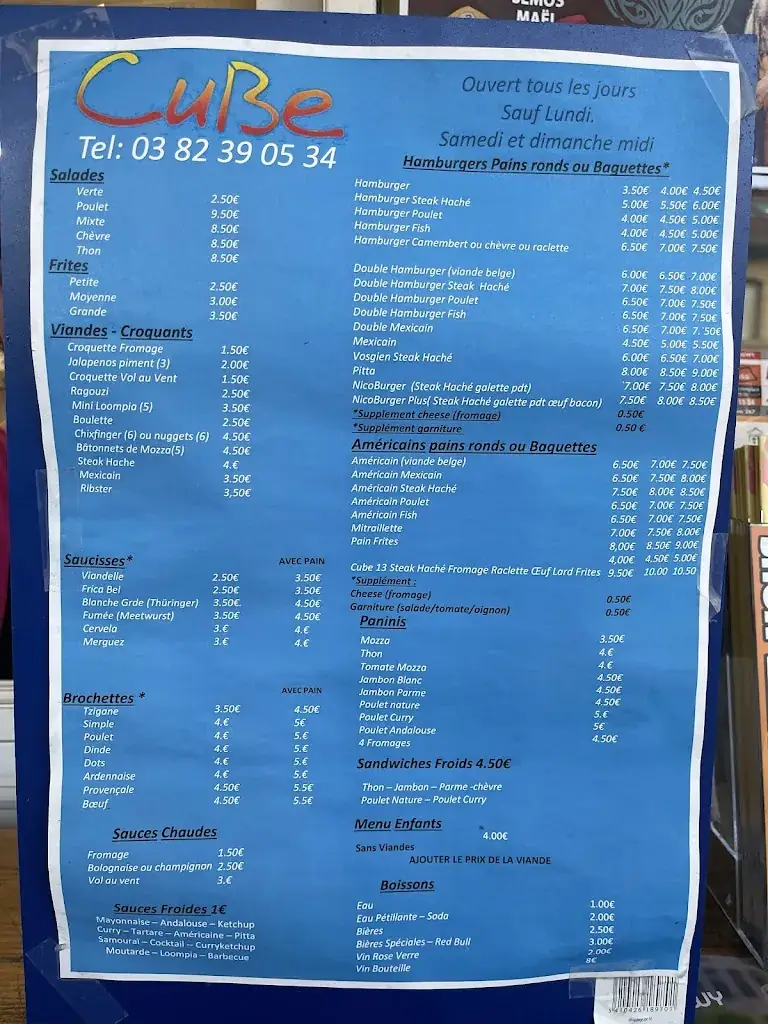 JEMOS
MAËL
CuBe
Tel: 03 82 39 05 34
Ouvert tous les jours
Sauf Lundi.
Samedi et dimanche midi
Salades
Verte 2.50€
Poulet 9.50€
Mixte 8.50€
Chèvre 8.50€
Thon 8.50€
Frites
Petite 2.50€
Moyenne 3.00€
Grande 3.50€
Viandes - Croquants
Croquette Fromage 1.50€
Jalapenos piment (3) 2.00€
Croquette Vol au Vent 1.50€
Ragouzi 2.50€
Mini Loompia (5) 3.50€
Boulette 2.50€
Chixfinger (6) ou nuggets (6) 4.50€
Bâtonnets de Mozza(5) 4.50€
Steak Hache 4.€
Mexicain 3.50€
Ribster 3,50€
Saucisses* AVEC PAIN
Viandelle 2.50€ 3.50€
Frica Bel 2.50€ 3.50€
Blanche Grde (Thüringer) 3.50€. 4.50€
Fumée (Meetwurst) 3.50€ 4.50€
Cervela 3.€ 4.€
Merguez 3.€ 4.€
Brochettes * AVEC PAIN
Tzigane 3.50€ 4.50€
Simple 4.€ 5€
Poulet 4.€ 5.€
Dinde 4.€ 5.€
Dots 4.€ 5.€
Ardennaise 4.€ 5.€
Provençale 4.50€ 5.5€
Bœuf 4.50€ 5.5€
Sauces Chaudes
Fromage 1.50€
Bolognaise ou champignon 2.50€
Vol au vent 3.€
Sauces Froides 1€
Mayonnaise – Andalouse – Ketchup
Curry – Tartare – Américaine – Pitta
Samourai – Cocktail – Curryketchup
Moutarde – Loompia – Barbecue
Hamburgers Pains ronds ou Baguettes*
Hamburger 3.50€ 4.00€ 4.50€
Hamburger Steak Haché 5.00€ 5.50€ 6.00€
Hamburger Poulet 4.00€ 4.50€ 5.00€
Hamburger Fish 4.00€ 4.50€ 5.00€
Hamburger Camembert ou chèvre ou raclette 6.50€ 7.00€ 7.50€
Double Hamburger (viande belge) 6.00€ 6.50€ 7.00€
Double Hamburger Steak Haché 7.00€ 7.50€ 8.00€
Double Hamburger Poulet 6.50€ 7.00€ 7.50€
Double Hamburger Fish 6.50€ 7.00€ 7.50€
Double Mexicain 6.50€ 7.00€ 7.50€
Mexicain 4.50€ 5.00€ 5.50€
Vosgien Steak Haché 6.00€ 6.50€ 7.00€
Pitta 8.00€ 8.50€ 9.00€
NicoBurger (Steak Haché galette pdt) 7.00€ 7.50€ 8.00€
NicoBurger Plus( Steak Haché galette pdt œuf bacon) 7.50€ 8.00€ 8.50€
*Supplement cheese (fromage) 0.50€
*Supplément garniture 0.50 €
Américains pains ronds ou Baguettes
Américain (viande belge) 6.50€ 7.00€ 7.50€
Américain Mexicain 6.50€ 7.50€ 8.00€
Américain Steak Haché 7.50€ 8.00€ 8.50€
Américain Poulet 6.50€ 7.00€ 7.50€
Américain Fish 6.50€ 7.00€ 7.50€
Mitraillette 7.00€ 7.50€ 8.00€
Pain Frites 8,00€ 8.50€ 9.00€
4,00€ 4.50€ 5.00€
Cube 13 Steak Haché Fromage Raclette Œuf Lard Frites 9.50€ 10.00 10.50
*Supplément :
Cheese (fromage) 0.50€
Garniture (salade/tomate/oignon) 0.50€
Paninis
Mozza 3.50€
Thon 4.€
Tomate Mozza 4.€
Jambon Blanc 4.50€
Jambon Parme 4.50€
Poulet nature 4.50€
Poulet Curry 5.€
Poulet Andalouse 5€
4 Fromages 4.50€
Sandwiches Froids 4.50€
Thon – Jambon – Parme -chèvre
Poulet Nature – Poulet Curry
Menu Enfants
4.00€
Sans Viandes
AJOUTER LE PRIX DE LA VIANDE
Boissons
Eau 1.00€
Eau Pétillante – Soda 2.00€
Bières 2.50€
Bières Spéciales – Red Bull 3.00€
Vin Rose Verre 2.00€
Vin Bouteille 8€